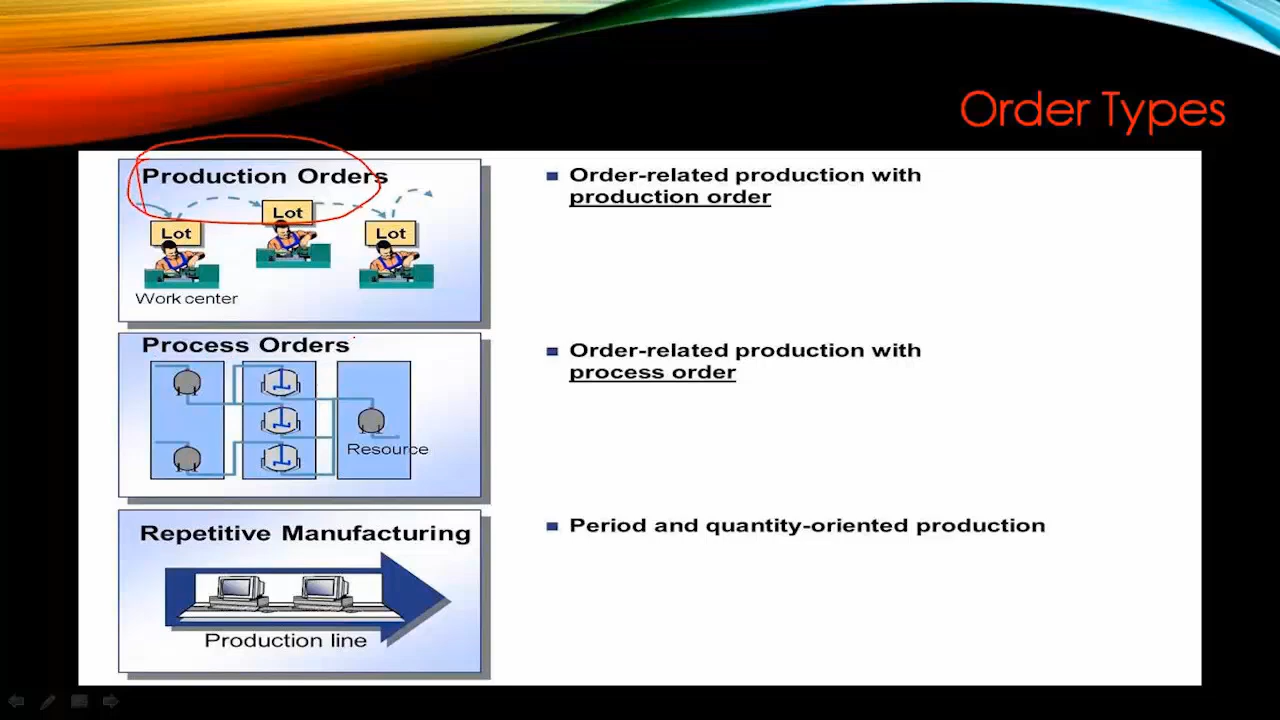 Order Types
Production Orders
Lot
Lot
Lot
Work center
Order-related production with
production order
Process Orders
Resource
Order-related production with
process order
Repetitive Manufacturing
Production line
Period and quantity-oriented production